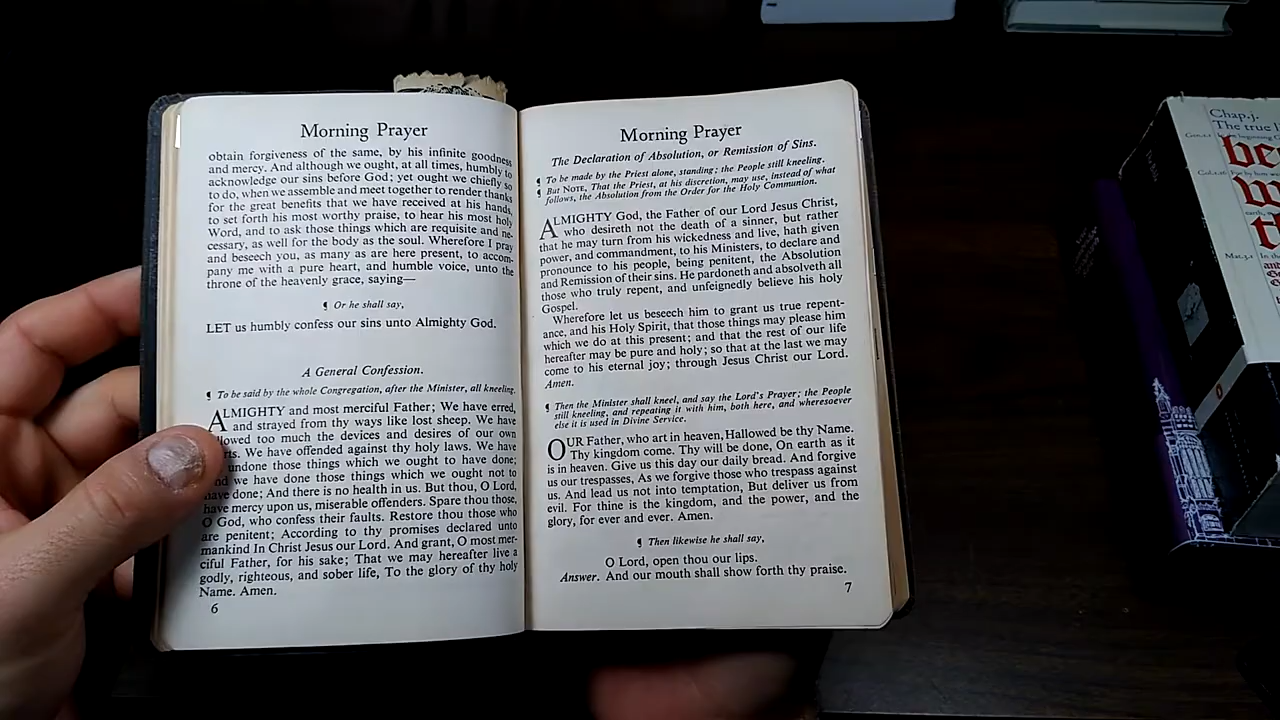 Morning Prayer
obtain forgiveness of the same, by his infinite goodness
and mercy. And although we ought, at all times, humbly to
acknowledge our sins before God; yet ought we chiefly so
to do, when we assemble and meet together to render thanks
for the great benefits that we have received at his hands,
to set forth his most worthy praise, to hear his most holy
Word, and to ask those things which are requisite and ne-
cessary, as well for the body as the soul. Wherefore I pray
and beseech you, as many as are here present, to accom-
pany me with a pure heart, and humble voice, unto the
throne of the heavenly grace, saying—
¶ Or he shall say,
LET us humbly confess our sins unto Almighty God.
A General Confession.
¶ To be said by the whole Congregation, after the Minister, all kneeling.
ALMIGHTY and most merciful Father; We have erred,
and strayed from thy ways like lost sheep. We have
llowed too much the devices and desires of our own
rts. We have offended against thy holy laws. We have
undone those things which we ought to have done;
nd we have done those things which we ought not to
have done; And there is no health in us. But thou, O Lord,
have mercy upon us, miserable offenders. Spare thou those,
O God, who confess their faults. Restore thou those who
are penitent; According to thy promises declared unto
mankind In Christ Jesus our Lord. And grant, O most mer-
ciful Father, for his sake; That we may hereafter live a
godly, righteous, and sober life, To the glory of thy holy
Name. Amen.
6
Morning Prayer
The Declaration of Absolution, or Remission of Sins.
¶ To be made by the Priest alone, standing; the People still kneeling.
¶ But NOTE, That the Priest, at his discretion, may use, instead of what
follows, the Absolution from the Order for the Holy Communion.
ALMIGHTY God, the Father of our Lord Jesus Christ,
who desireth not the death of a sinner, but rather
that he may turn from his wickedness and live, hath given
power, and commandment, to his Ministers, to declare and
pronounce to his people, being penitent, the Absolution
and Remission of their sins. He pardoneth and absolveth all
those who truly repent, and unfeignedly believe his holy
Gospel.
Wherefore let us beseech him to grant us true repent-
ance, and his Holy Spirit, that those things may please him
which we do at this present; and that the rest of our life
hereafter may be pure and holy; so that at the last we may
come to his eternal joy; through Jesus Christ our Lord.
Amen.
¶ Then the Minister shall kneel, and say the Lord's Prayer; the People
still kneeling, and repeating it with him, both here, and wheresoever
else it is used in Divine Service.
OUR Father, who art in heaven, Hallowed be thy Name.
Thy kingdom come. Thy will be done, On earth as it
is in heaven. Give us this day our daily bread. And forgive
us our trespasses, As we forgive those who trespass against
us. And lead us not into temptation, But deliver us from
evil. For thine is the kingdom, and the power, and the
glory, for ever and ever. Amen.
¶ Then likewise he shall say,
O Lord, open thou our lips.
Answer. And our mouth shall show forth thy praise.
7
Chap.j.
The true